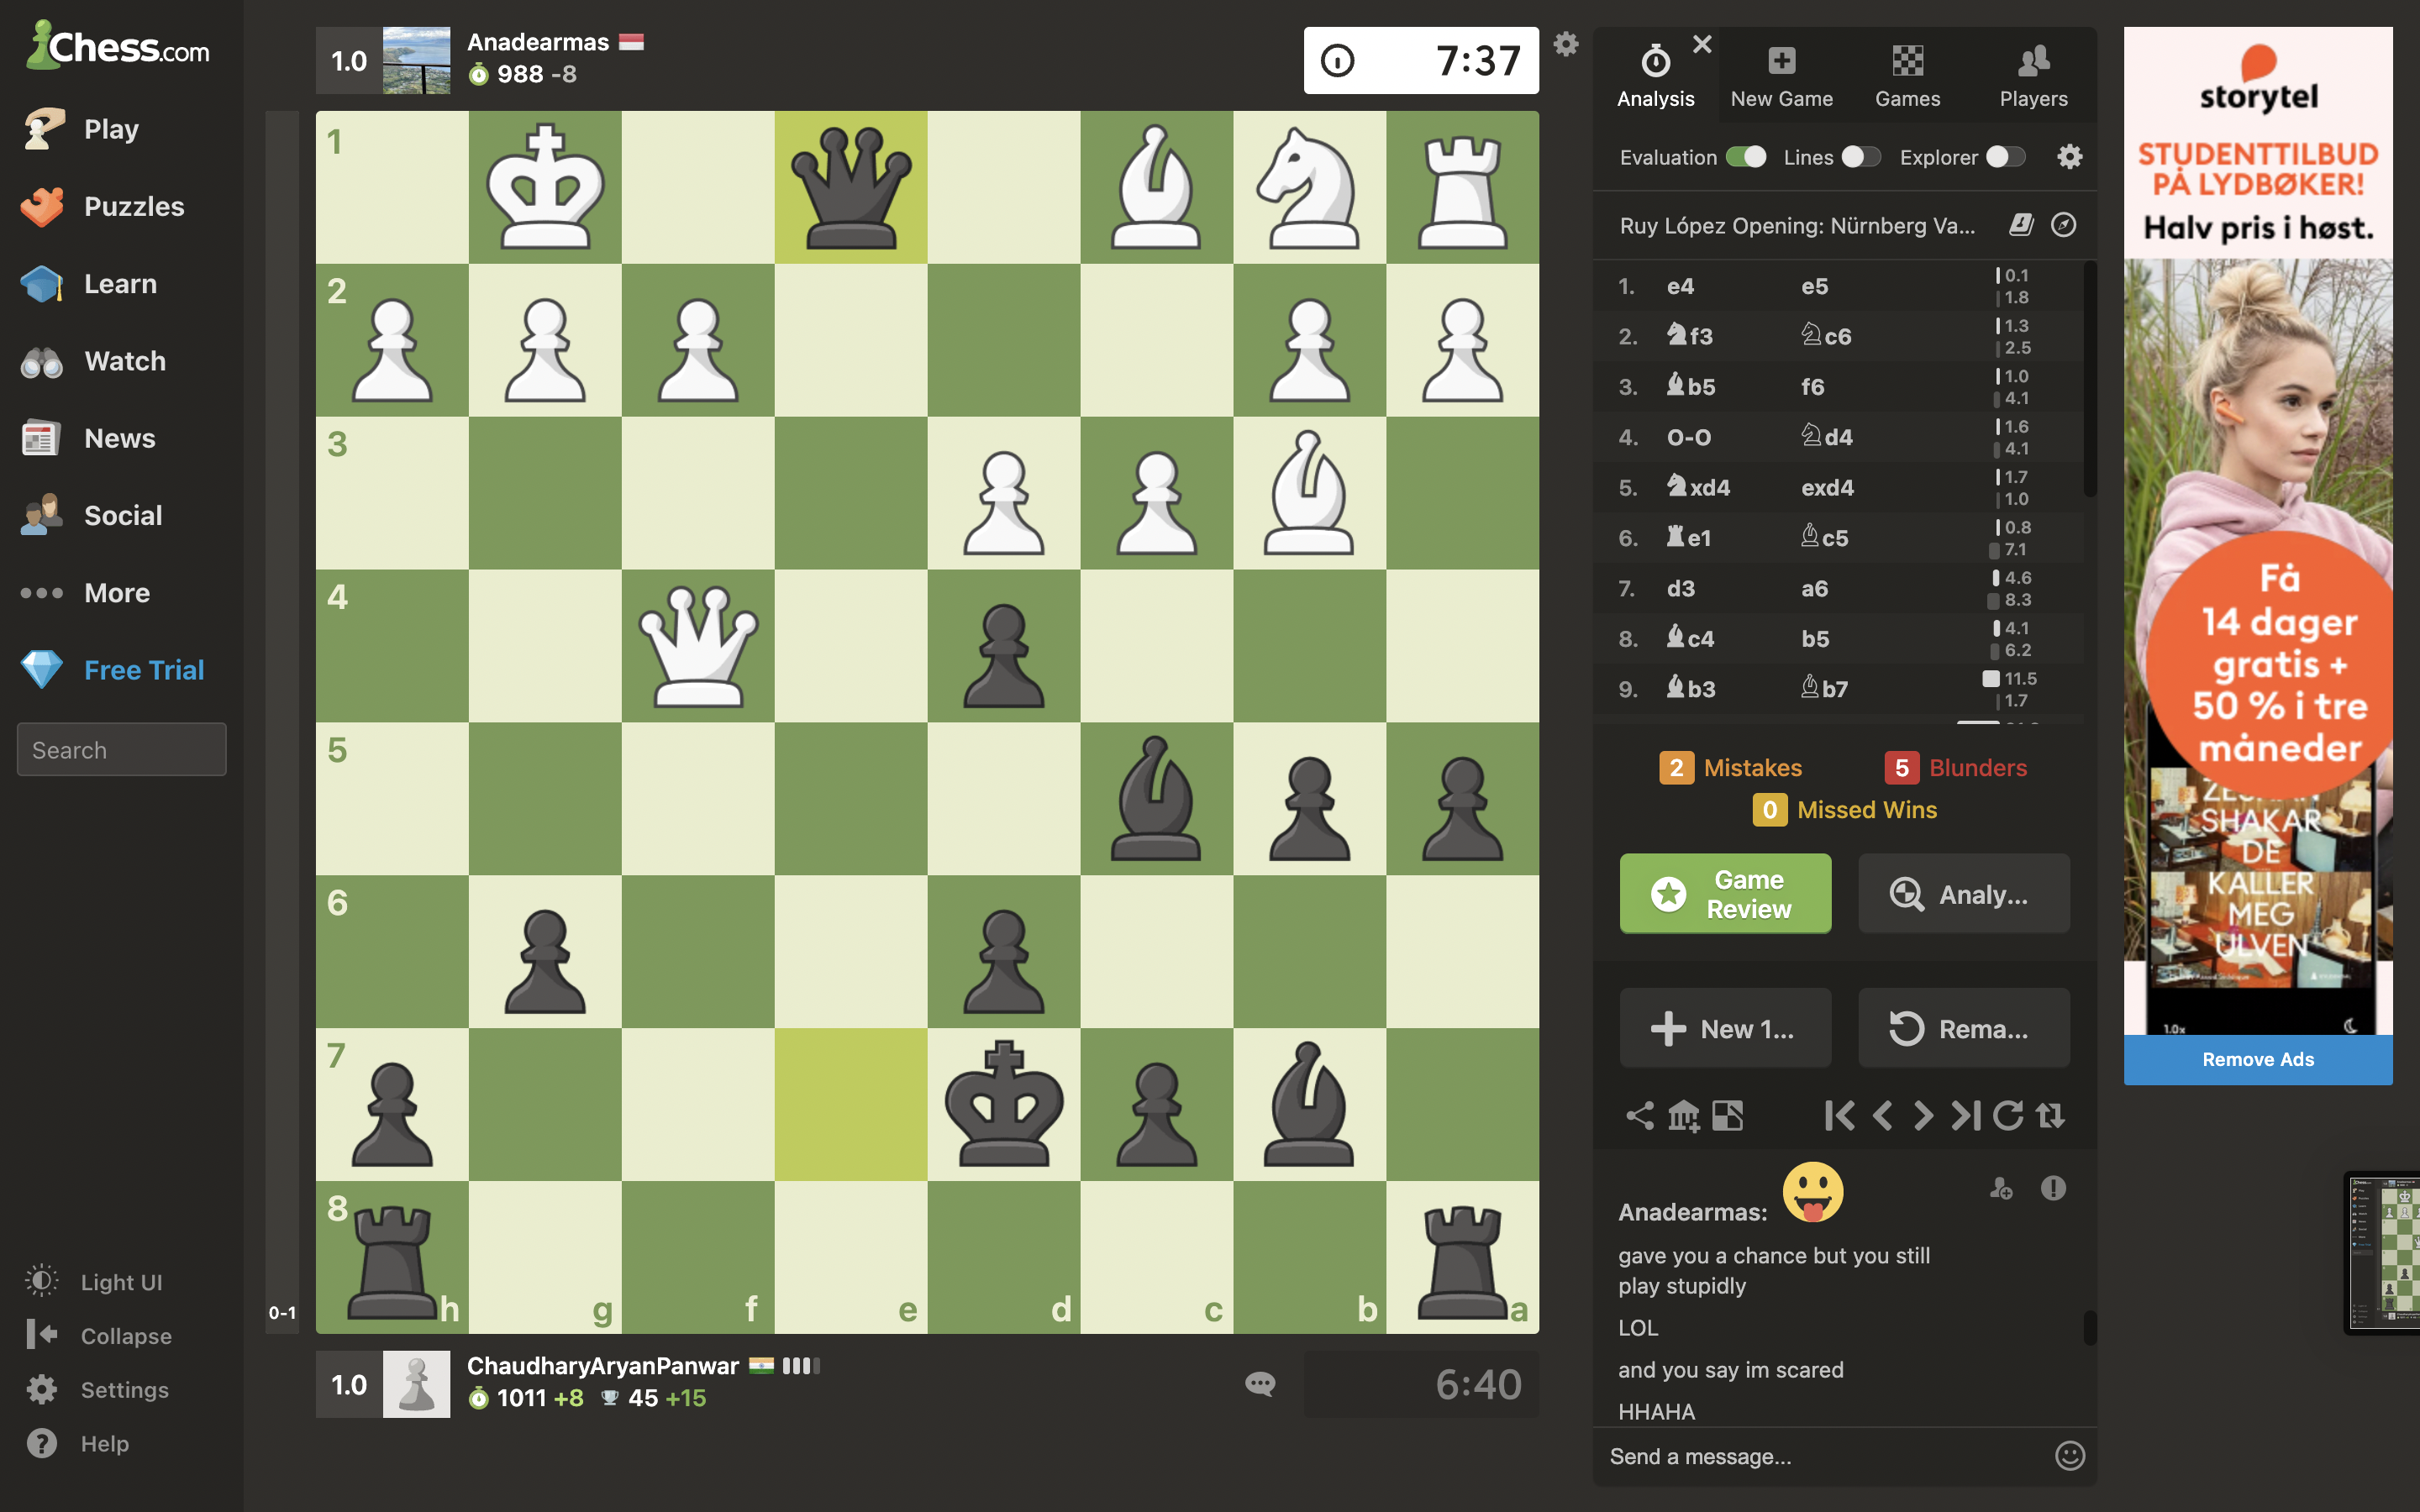 Chess.com
Play
Puzzles
Learn
Watch
News
Social
More
Free Trial
Search
Light UI
Collapse
Settings
Help
1.0
Anadearmas
988 -8
7:37
1
2
3
4
5
6
7
8
h g f e d c b a
0-1
1.0
ChaudharyAryanPanwar
1011 +8 45 +15
6:40
Analysis
New Game
Games
Players
Evaluation
Lines
Explorer
Ruy López Opening: Nürnberg Va...
1. e4 e5 0.1 1.8
2. f3 c6 1.3 2.5
3. b5 f6 1.0 4.1
4. O-O d4 1.6 4.1
5. xd4 exd4 1.7 1.0
6. e1 c5 0.8 7.1
7. d3 a6 4.6 8.3
8. c4 b5 4.1 6.2
9. b3 b7 11.5 1.7
2 Mistakes
5 Blunders
0 Missed Wins
Game
Review
Analy...
New 1...
Rema...
Anadearmas:
gave you a chance but you still
play stupidly
LOL
and you say im scared
HHAHA
Send a message...
storytel
STUDENTTILBUD
PÅ LYDBØKER!
Halv pris i høst.
Få
14 dager
gratis +
50 % i tre
måneder
SHAKAR
DE
KALLER
MEG
ULVEN
1.0x
Remove Ads